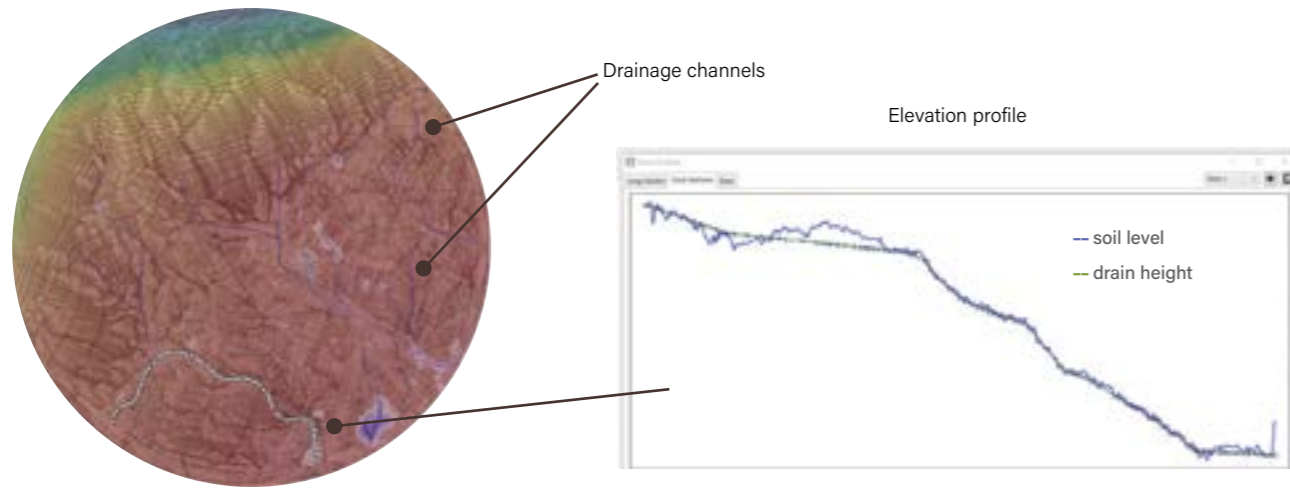 Drainage channels
Elevation profile
soil level
drain height